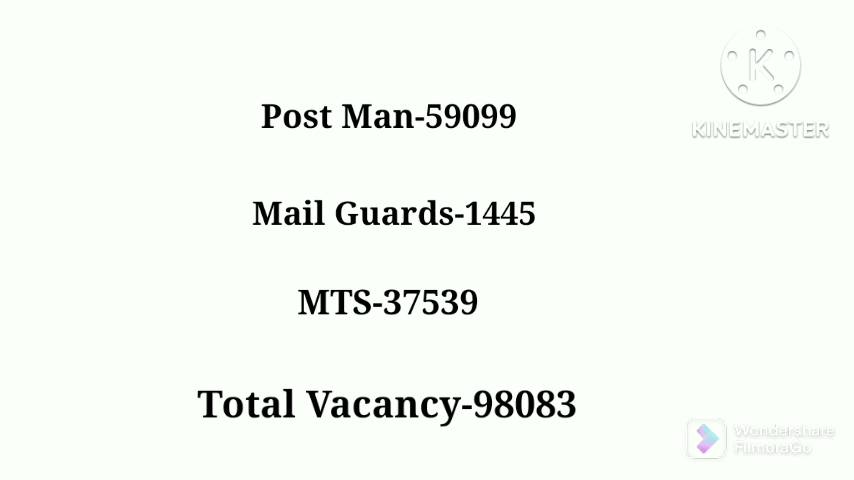 Post Man-59099
KINEMASTER
Mail Guards-1445
MTS-37539
Total Vacancy-98083
Wondershare
FilmoraGo